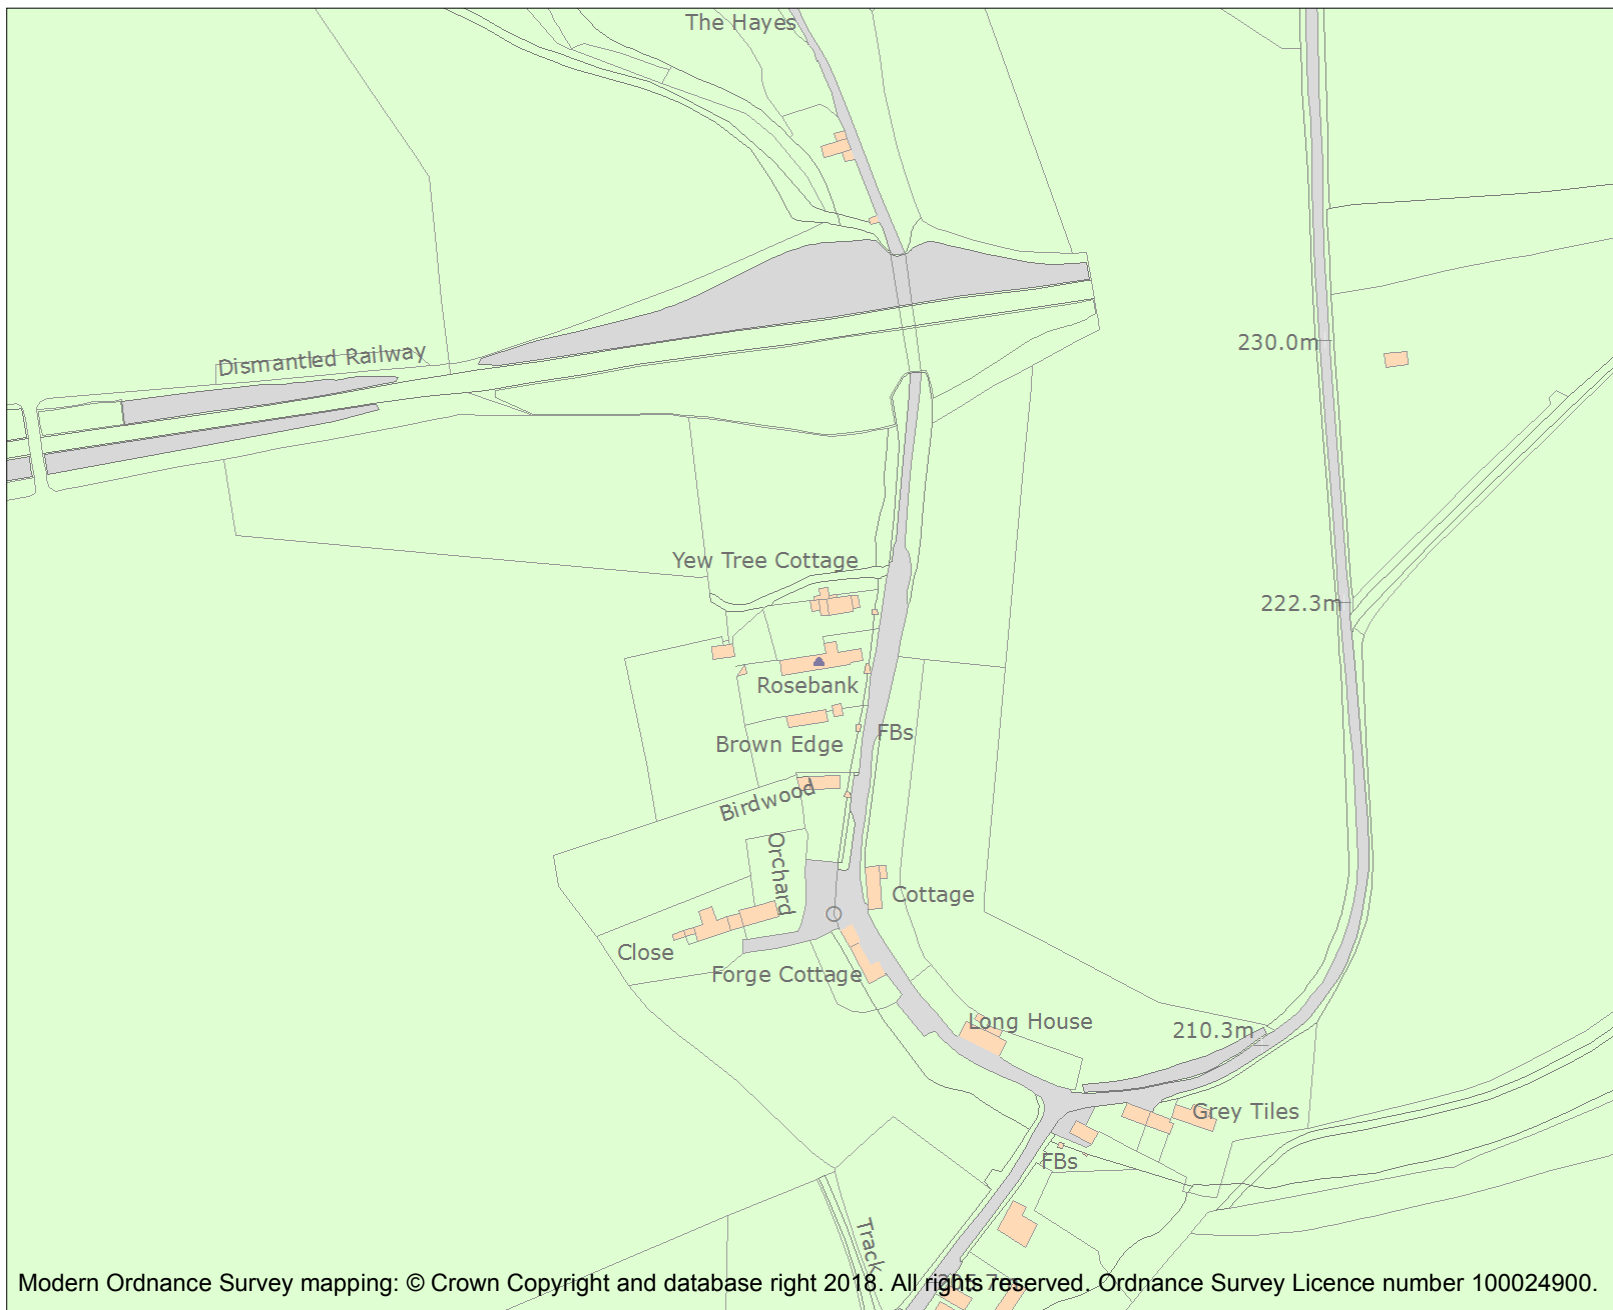 The Hayes
230.0m
Dismantled Railway
Yew Tree Cottage
222.3m
Rosebank
FBs
Brown Edge
Birdwood
Orchard
Cottage
Close
Forge Cottage
Long House
210.3m
Grey Tiles
FBs
Track
Modern Ordnance Survey mapping: © Crown Copyright and database right 2018. All rights reserved. Ordnance Survey Licence number 100024900.